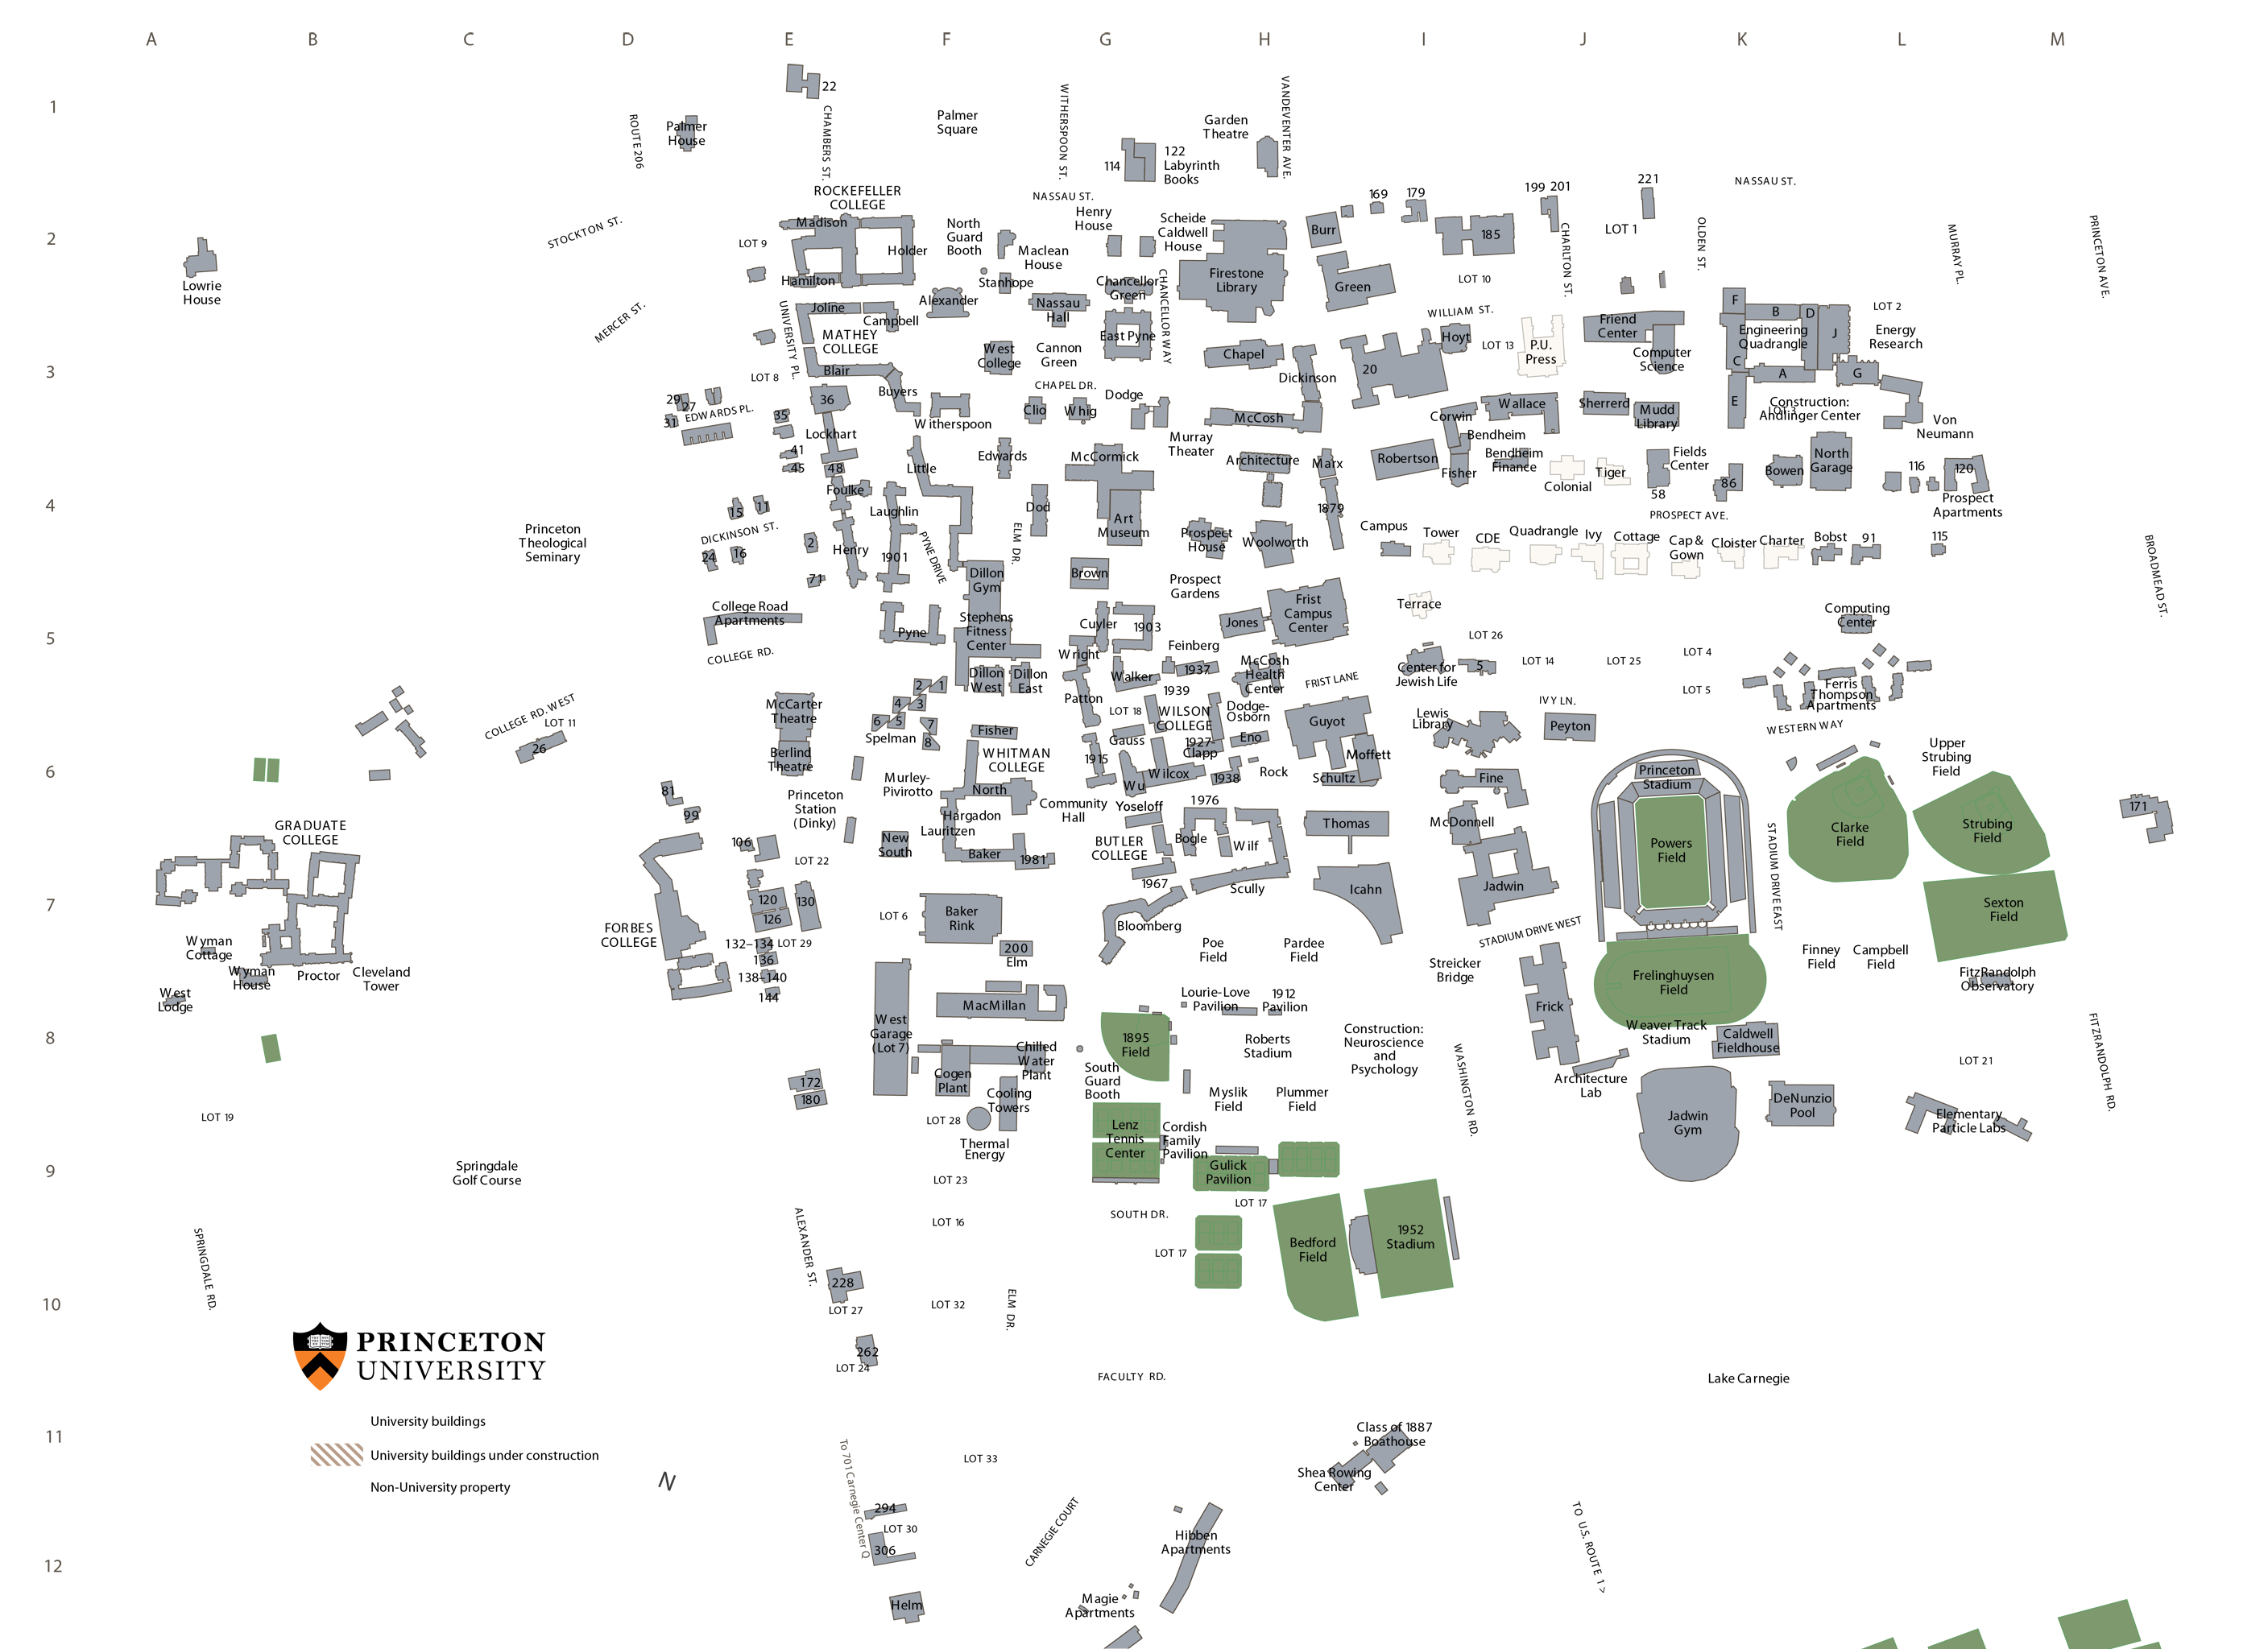 A B C D E F G H I J K L M
1
2
3
4
5
6
7
8
9
10
11
12
22
ROUTE 206
Palmer
House
CHAMBERS ST.
Palmer
Square
WITHERSPOON ST.
114
122
Labyrinth
Books
Garden
Theatre
VANDEVENTER AVE.
NASSAU ST.
169
179
199 201
221
NASSAU ST.
LOT 1
OLDEN ST.
CHARLTON ST.
MURRAY PL.
PRINCETON AVE.
Lowrie
House
STOCKTON ST.
MERCER ST.
LOT 9
ROCKEFELLER
COLLEGE
Madison
Holder
Hamilton
North
Guard
Booth
Maclean
House
Stanhope
Henry
House
Scheide
Caldwell
House
Chancellor
Green
CHANCELLOR WAY
Firestone
Library
Burr
Green
185
LOT 10
UNIVERSITY PL.
Joline
Campbell
MATHEY
COLLEGE
Blair
Buyers
Alexander
Nassau
Hall
East Pyne
West
College
Cannon
Green
CHAPEL DR.
Chapel
Dickinson
20
WILLIAM ST.
Hoyt
LOT 13
P.U.
Press
Friend
Center
Computer
Science
F
B
D
J
Engineering
Quadrangle
C
A
G
E
LOT 2
Energy
Research
Construction:
Andlinger Center
Von
Neumann
LOT 8
29
27
31
EDWARDS PL.
35
36
Lockhart
41
45
48
Witherspoon
Clio
Whig
Dodge
Murray
Theater
McCosh
Corwin
Wallace
Sherrerd
Mudd
Library
Edwards
Little
McCormick
Architecture
Marx
Robertson
Bendheim
Fisher
Bendheim
Finance
Colonial
Tiger
Fields
Center
58
86
Bowen
North
Garage
116
120
Prospect
Apartments
Foulke
Laughlin
15
11
DICKINSON ST.
24
16
2
71
Henry
1901
PYNE DRIVE
Dod
ELM DR.
Art
Museum
Prospect
House
Woolworth
1879
Campus
Tower
CDE
Quadrangle
Ivy
Cottage
PROSPECT AVE.
Cap &
Gown
Cloister
Charter
Bobst
91
115
BROADMEAD ST.
Princeton
Theological
Seminary
Dillon
Gym
Brown
Prospect
Gardens
Frist
Campus
Center
Jones
Terrace
Computing
Center
College Road
Apartments
COLLEGE RD.
Pyne
Stephens
Fitness
Center
Cuyler
1903
Wright
Feinberg
Walker
1937
McCosh
Health
Center
FRIST LANE
LOT 26
Center for
Jewish Life
5
LOT 14
LOT 25
LOT 4
LOT 5
Ferris
Thompson
Apartments
WESTERN WAY
COLLEGE RD. WEST
LOT 11
26
McCarter
Theatre
Berlind
Theatre
2
1
4
3
6
5
7
8
Spelman
Dillon
West
Dillon
East
Patton
1939
LOT 18
WILSON
COLLEGE
Dodge-
Osborn
Gauss
1927-
Clapp
Eno
Guyot
Moffett
Lewis
Library
IVY LN.
Peyton
Fisher
WHITMAN
COLLEGE
1915
Wu
Wilcox
1938
Rock
Schultz
Fine
Princeton
Stadium
Upper
Strubing
Field
81
99
106
Princeton
Station
(Dinky)
Murley-
Pivirotto
North
Hargadon
Lauritzen
New
South
Baker
1981
Community
Hall
Yoseloff
1976
BUTLER
COLLEGE
Bogle
Wilf
1967
Scully
Thomas
McDonnell
Powers
Field
STADIUM DRIVE EAST
Clarke
Field
Strubing
Field
171
GRADUATE
COLLEGE
LOT 22
Icahn
Jadwin
Sexton
Field
FORBES
COLLEGE
120
126
130
132–134
LOT 29
136
138–140
144
LOT 6
Baker
Rink
200
Elm
Bloomberg
Poe
Field
Pardee
Field
STADIUM DRIVE WEST
Streicker
Bridge
Finney
Field
Campbell
Field
FitzRandolph
Observatory
Wyman
Cottage
Wyman
House
West
Lodge
Proctor
Cleveland
Tower
West
Garage
(Lot 7)
MacMillan
Lourie-Love
Pavilion
1912
Pavilion
Frick
Frelinghuysen
Field
Weaver Track
Stadium
Caldwell
Fieldhouse
LOT 21
FITZRANDOLPH RD.
172
180
Cogen
Plant
Chilled
Water
Plant
Cooling
Towers
LOT 28
Thermal
Energy
1895
Field
South
Guard
Booth
Roberts
Stadium
Construction:
Neuroscience
and
Psychology
WASHINGTON RD.
Architecture
Lab
Jadwin
Gym
DeNunzio
Pool
Elementary
Particle Labs
Myslik
Field
Plummer
Field
Lenz
Tennis
Center
Cordish
Family
Pavilion
Gulick
Pavilion
LOT 19
Springdale
Golf Course
LOT 23
LOT 16
SOUTH DR.
LOT 17
LOT 17
Bedford
Field
1952
Stadium
SPRINGDALE RD.
ALEXANDER ST.
228
LOT 27
LOT 32
ELM DR.
262
LOT 24
FACULTY RD.
Lake Carnegie
PRINCETON
UNIVERSITY
University buildings
University buildings under construction
Non-University property
N
To 701 Carnegie Center Q
LOT 33
Class of 1887
Boathouse
Shea Rowing
Center
294
LOT 30
306
Helm
CARNEGIE COURT
Hibben
Apartments
Magie
Apartments
TO U.S. ROUTE 1 >